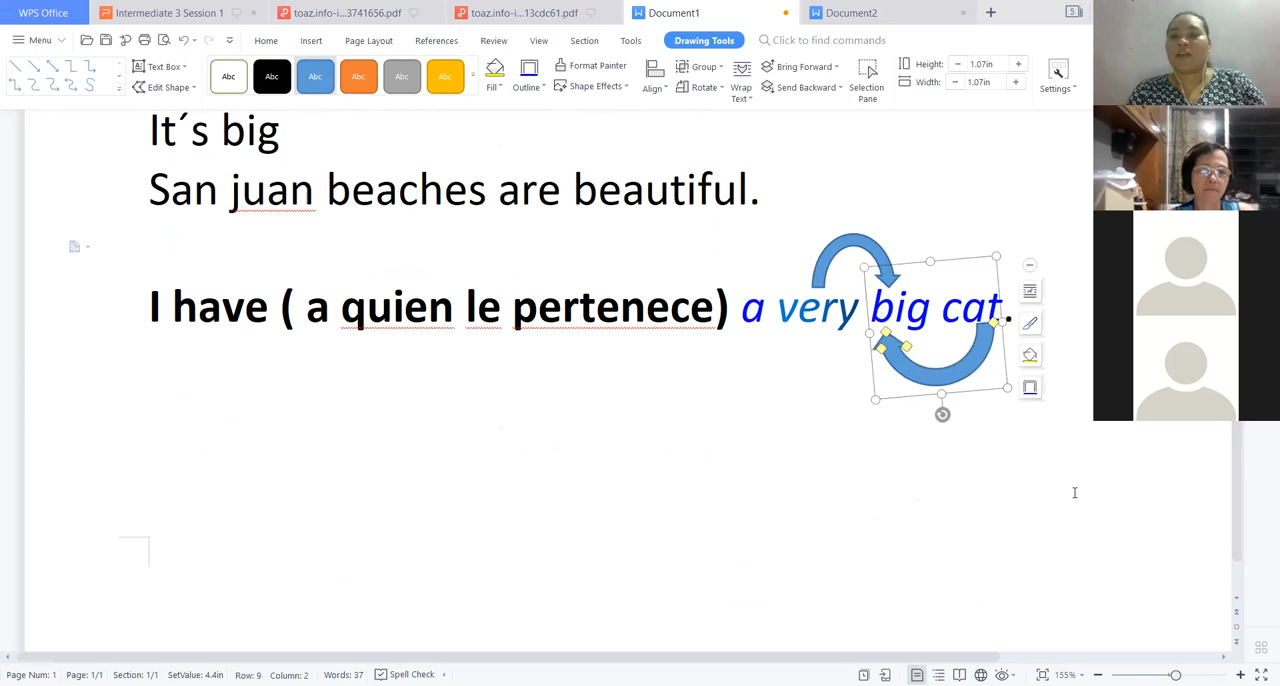 WPS Office
Intermediate 3 Session 1
toaz.info-i...3741656.pdf
toaz.info-i...13cdc61.pdf
Document1
Document2
5
Menu
Home
Insert
Page Layout
References
Review
View
Section
Tools
Drawing Tools
Click to find commands
Text Box
Edit Shape
Abc Abc Abc Abc Abc Abc
Fill
Outline
Format Painter
Shape Effects
Align
Group
Rotate
Wrap Text
Bring Forward
Send Backward
Selection Pane
Height: 1.07in
Width: 1.07in
Settings
It´s big
San juan beaches are beautiful.
I have ( a quien le pertenece) a very big cat.
Page Num: 1 Page: 1/1 Section: 1/1 SetValue: 4.4in Row: 9 Column: 2 Words: 37 Spell Check 155%